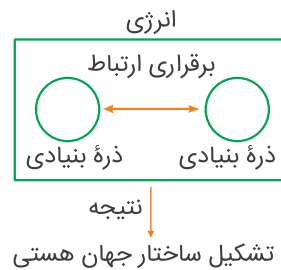 انرژی
برقراری ارتباط
ذرهٔ بنیادی
ذرهٔ بنیادی
نتیجه
تشکیل ساختار جهان هستی